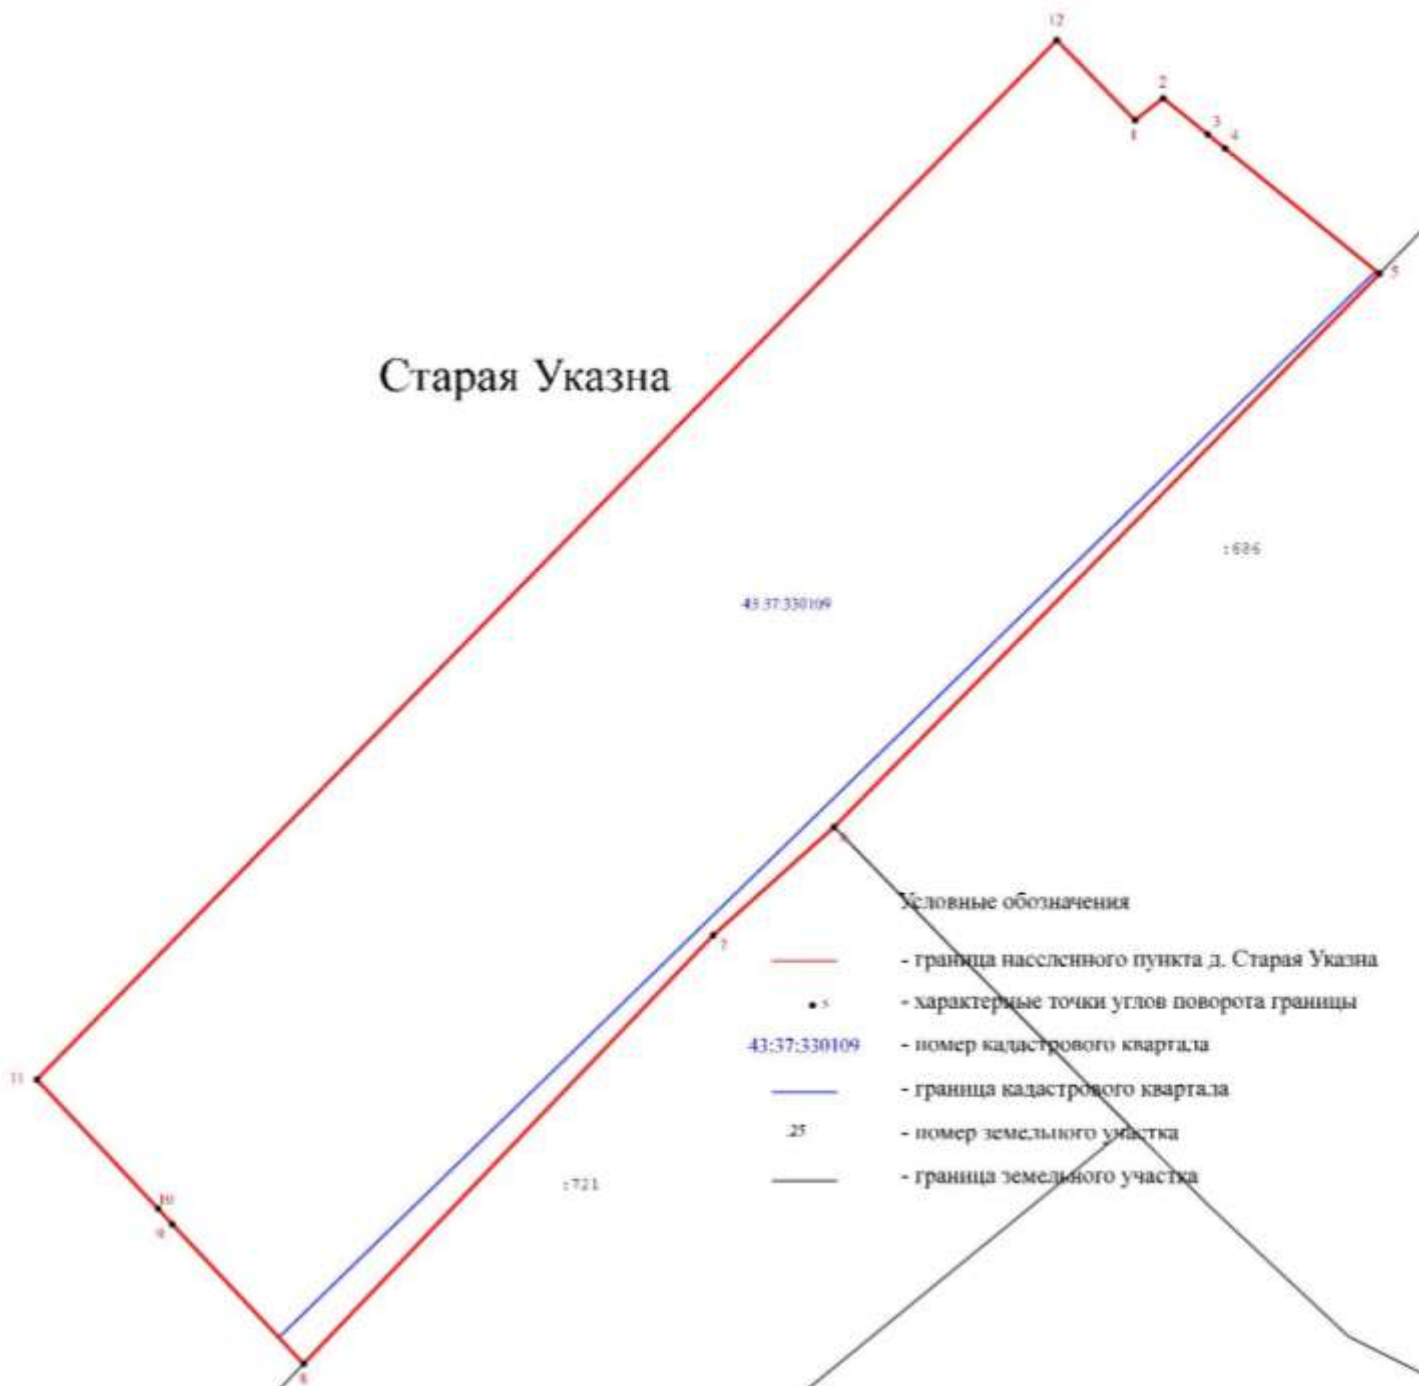 12
2
1
3
4
5
Старая Указна
:686
43:37:330109
6
Условные обозначения
7
- граница населенного пункта д. Старая Указна
5 - характерные точки углов поворота границы
43:37:330109 - номер кадастрового квартала
11
- граница кадастрового квартала
:25 - номер земельного участка
- граница земельного участка
:721
10
9
8